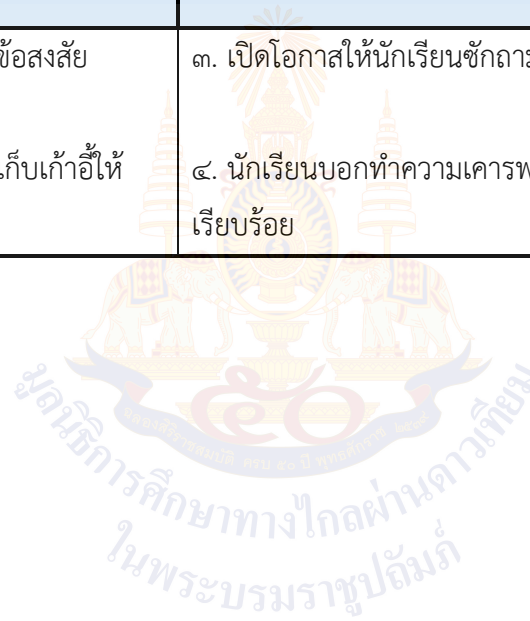 ข้อสงสัย
๓. เปิดโอกาสให้นักเรียนซักถาม
เก็บเก้าอี้ให้
๔. นักเรียนบอกทำความเคารพ
เรียบร้อย
๕๐
มูลนิธิการศึกษาทางไกลผ่านดาวเทียม
ในพระบรมราชูปถัมภ์